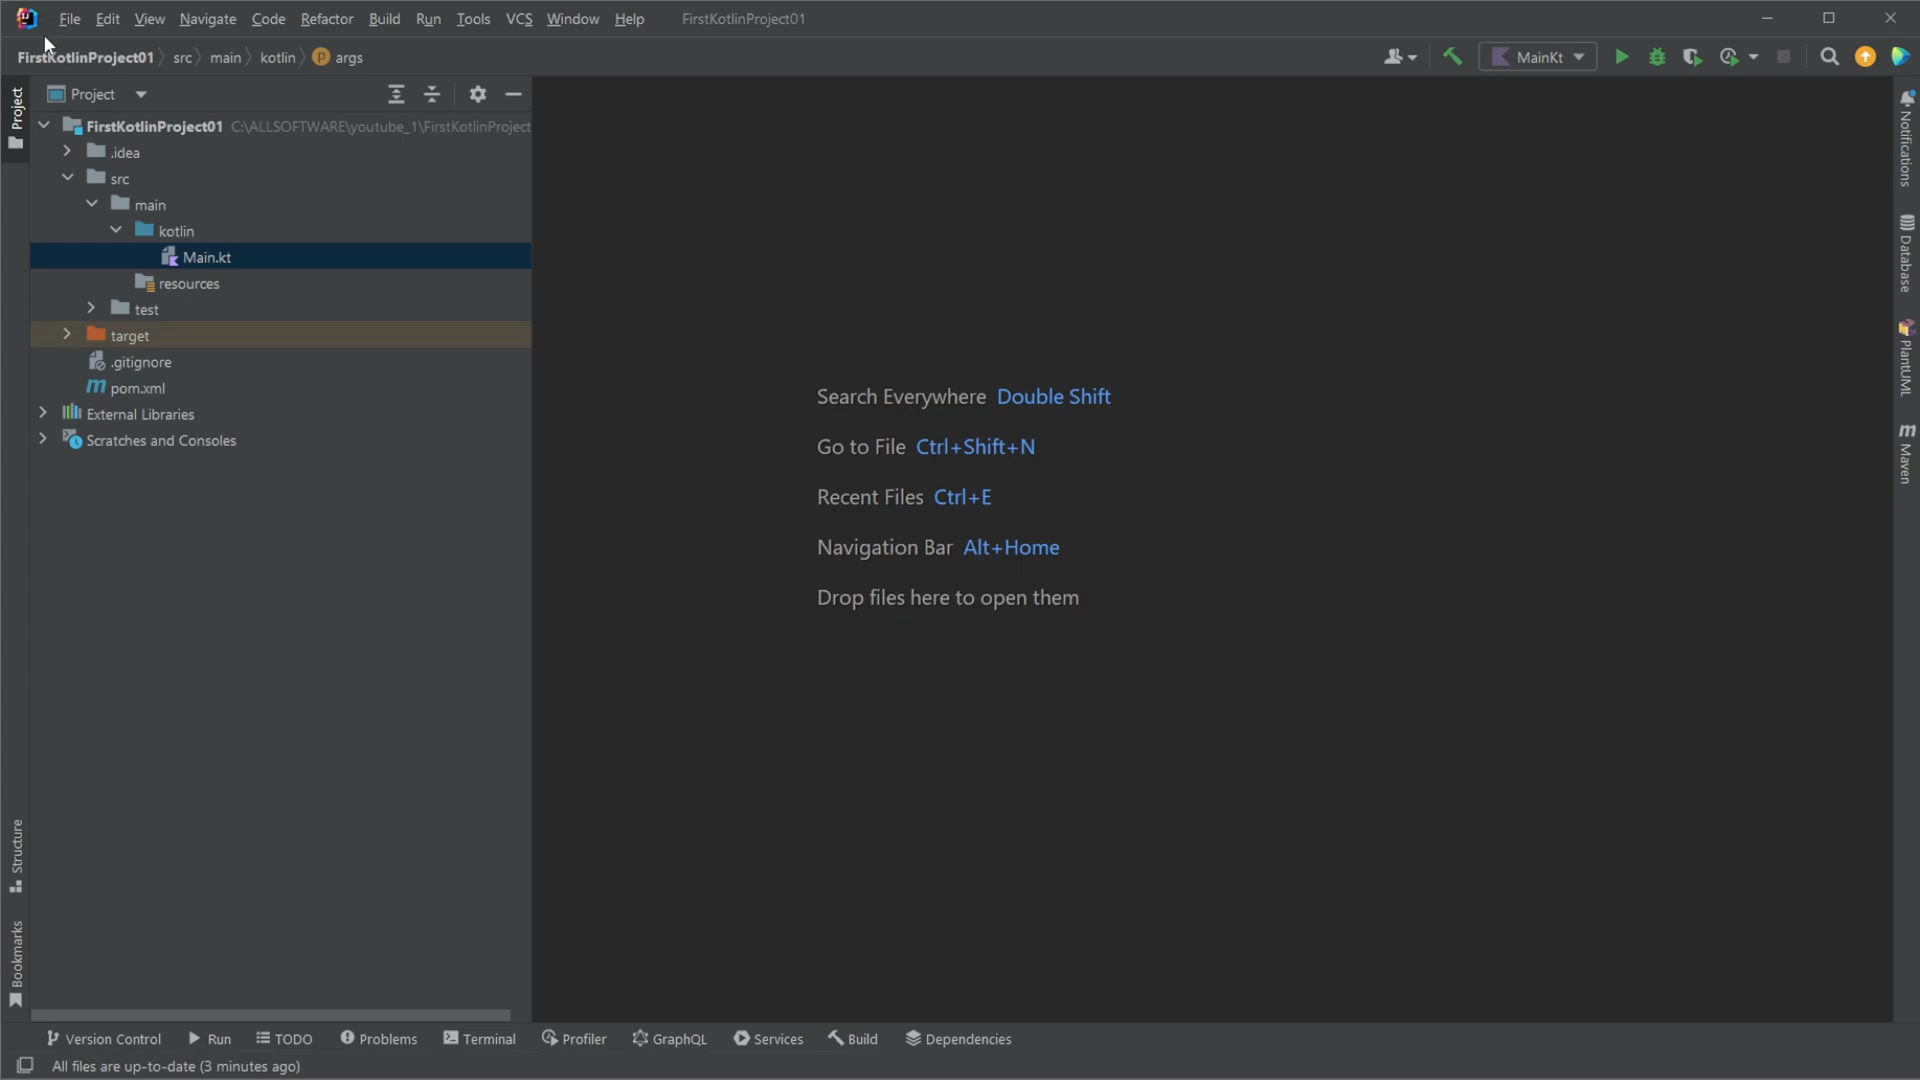 File Edit View Navigate Code Refactor Build Run Tools VCS Window Help FirstKotlinProject01
FirstKotlinProject01 src main kotlin args MainKt
Project
Project
FirstKotlinProject01 C:\ALLSOFTWARE\youtube_1\FirstKotlinProject
.idea
src
main
kotlin
Main.kt
resources
test
target
.gitignore
pom.xml
External Libraries
Scratches and Consoles
Structure
Bookmarks
Search Everywhere Double Shift
Go to File Ctrl+Shift+N
Recent Files Ctrl+E
Navigation Bar Alt+Home
Drop files here to open them
Notifications
Database
PlantUML
Maven
Version Control Run TODO Problems Terminal Profiler GraphQL Services Build Dependencies
All files are up-to-date (3 minutes ago)